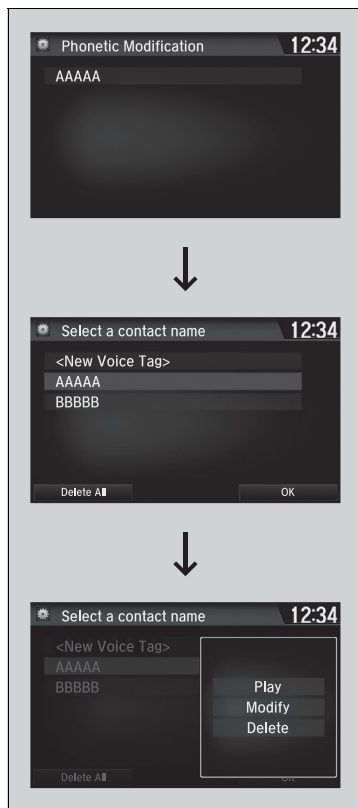 Phonetic Modification 12:34
AAAAA
Select a contact name 12:34
<New Voice Tag>
AAAAA
BBBBB
Delete All OK
Select a contact name 12:34
<New Voice Tag>
AAAAA
BBBBB
Play
Modify
Delete
Delete All OK